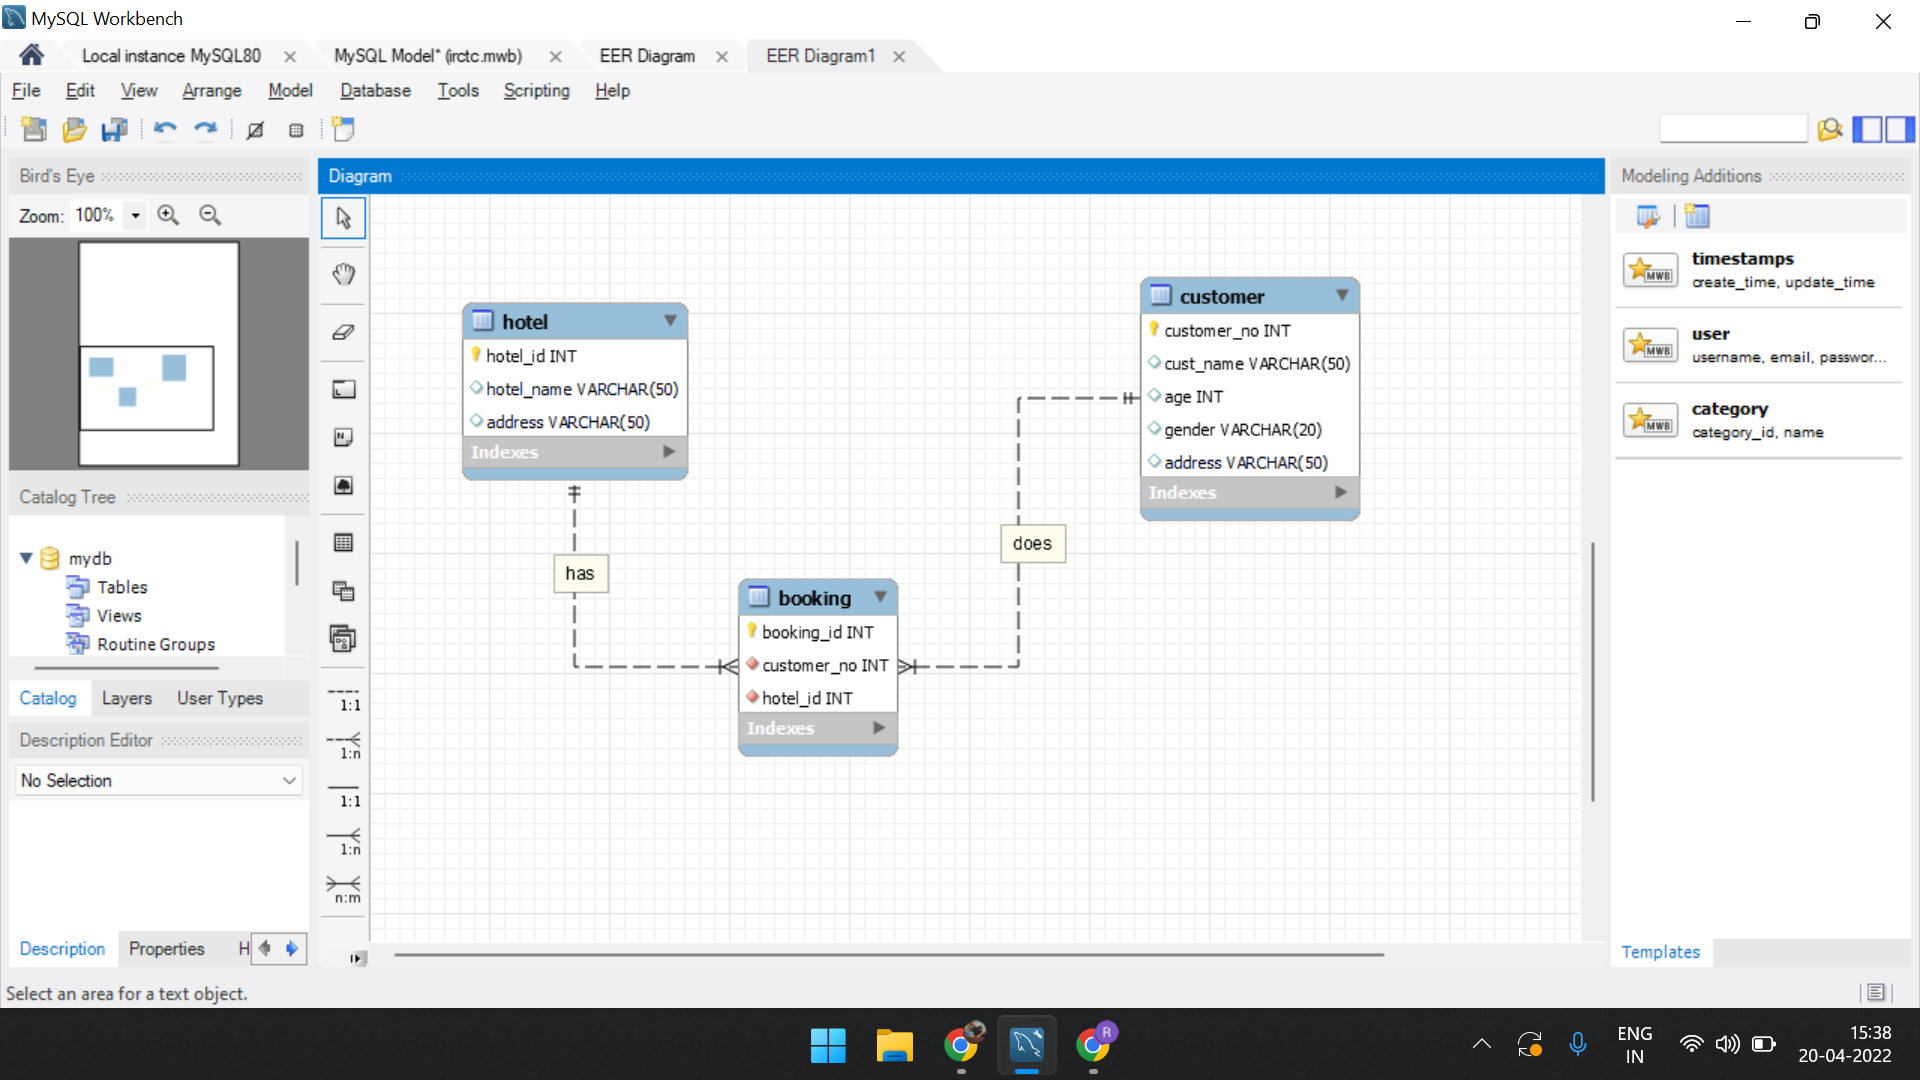 MySQL Workbench
Local instance MySQL80
MySQL Model* (irctc.mwb)
EER Diagram
EER Diagram1
File Edit View Arrange Model Database Tools Scripting Help
Bird's Eye
Zoom: 100%
Catalog Tree
mydb
Tables
Views
Routine Groups
Catalog Layers User Types
Description Editor
No Selection
Description Properties H
Select an area for a text object.
Diagram
1:1
1:n
1:1
1:n
n:m
hotel
hotel_id INT
hotel_name VARCHAR(50)
address VARCHAR(50)
Indexes
has
booking
booking_id INT
customer_no INT
hotel_id INT
Indexes
does
customer
customer_no INT
cust_name VARCHAR(50)
age INT
gender VARCHAR(20)
address VARCHAR(50)
Indexes
Modeling Additions
MWB
timestamps
create_time, update_time
MWB
user
username, email, passwor...
MWB
category
category_id, name
Templates
R
ENG
IN
15:38
20-04-2022